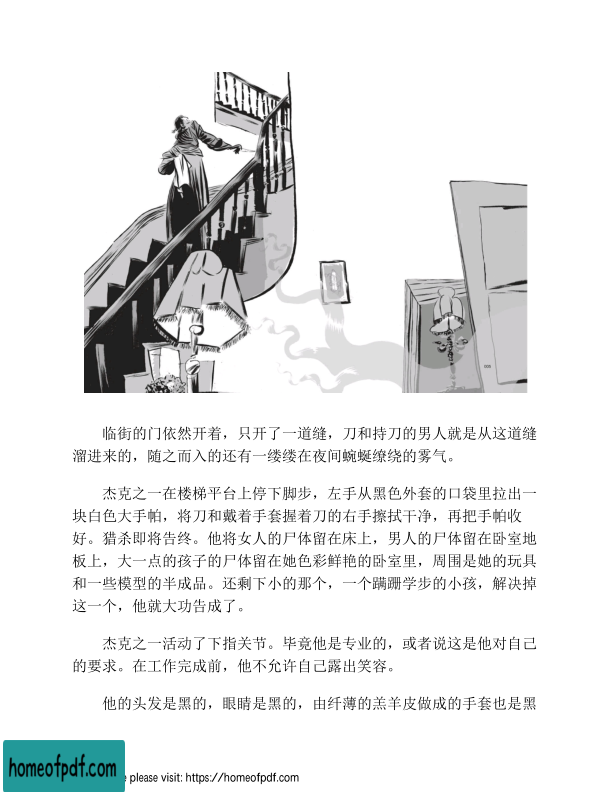 临街的门依然开着，只开了一道缝，刀和持刀的男人就是从这道缝
溜进来的，随之而入的还有一缕缕在夜间蜿蜒缭绕的雾气。
杰克之一在楼梯平台上停下脚步，左手从黑色外套的口袋里拉出一
块白色大手帕，将刀和戴着手套握着刀的右手擦拭干净，再把手帕收
好。猎杀即将告终。他将女人的尸体留在床上，男人的尸体留在卧室地
板上，大一点的孩子的尸体留在她色彩鲜艳的卧室里，周围是她的玩具
和一些模型的半成品。还剩下小的那个，一个蹒跚学步的小孩，解决掉
这一个，他就大功告成了。
杰克之一活动了下指关节。毕竟他是专业的，或者说这是他对自己
的要求。在工作完成前，他不允许自己露出笑容。
他的头发是黑的，眼睛是黑的，由纤薄的羔羊皮做成的手套也是黑
homeofpdf.com
e please visit: https://homeofpdf.com